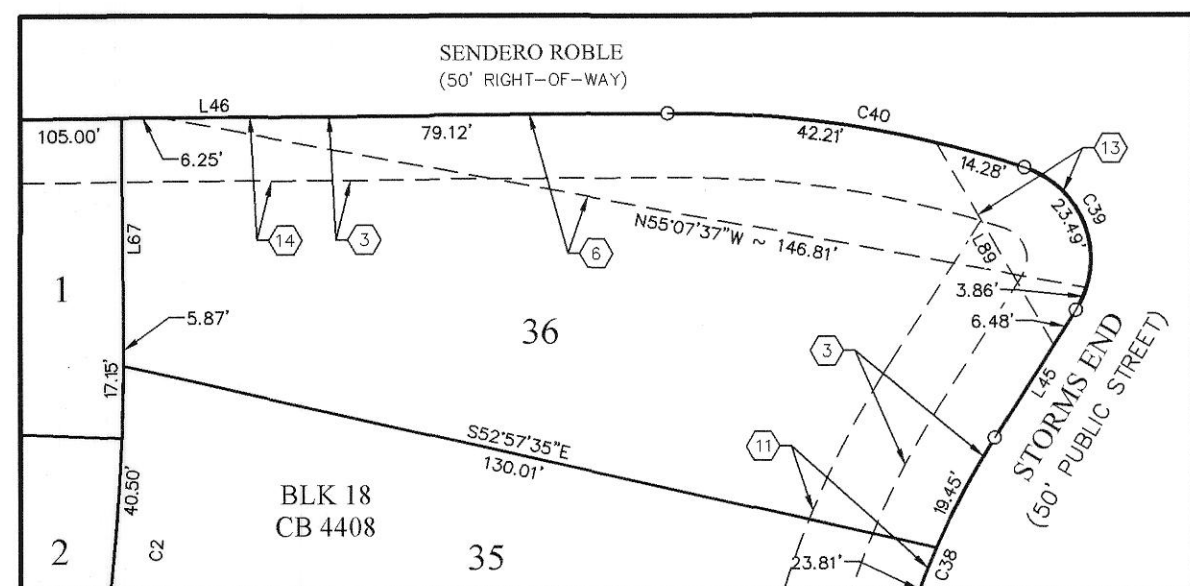 SENDERO ROBLE
(50' RIGHT-OF-WAY)
L46
C40
105.00'
79.12'
42.21'
6.25'
14.28'
13
C39
23.49'
L67
14
3
6
N55°07'37"W ~ 146.81'
L89
3.86'
1
5.87'
36
6.48'
3
17.15'
L45
STORMS END
(50' PUBLIC STREET)
S52°57'35"E
130.01'
11
40.50'
BLK 18
CB 4408
19.45'
2
C2
35
23.81'
C38